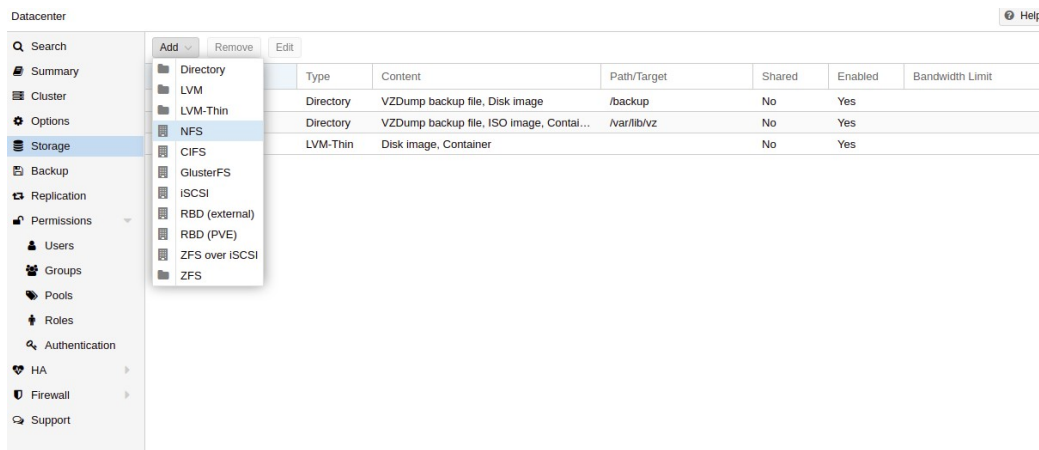 Datacenter
Help
Search
Summary
Cluster
Options
Storage
Backup
Replication
Permissions
Users
Groups
Pools
Roles
Authentication
HA
Firewall
Support
Add Remove Edit
Directory
LVM
LVM-Thin
NFS
CIFS
GlusterFS
iSCSI
RBD (external)
RBD (PVE)
ZFS over iSCSI
ZFS
Type Content Path/Target Shared Enabled Bandwidth Limit
Directory VZDump backup file, Disk image /backup No Yes
Directory VZDump backup file, ISO image, Contai... /var/lib/vz No Yes
LVM-Thin Disk image, Container No Yes